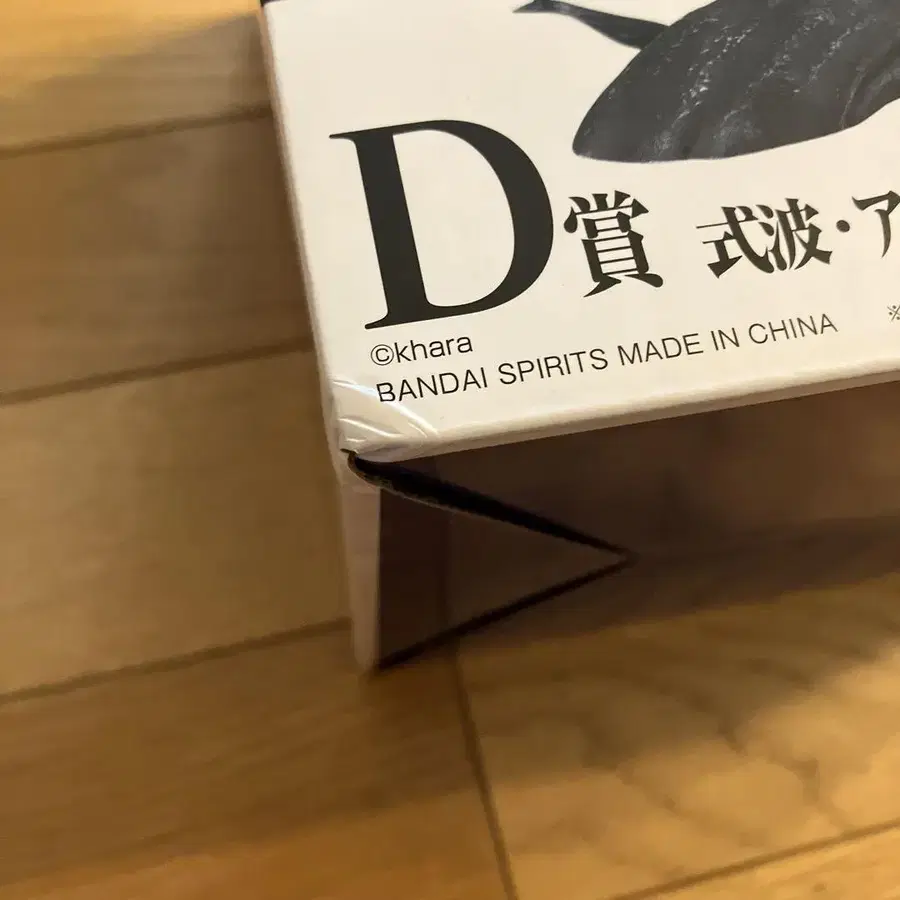 D賞 式波・ア
※
©khara
BANDAI SPIRITS MADE IN CHINA